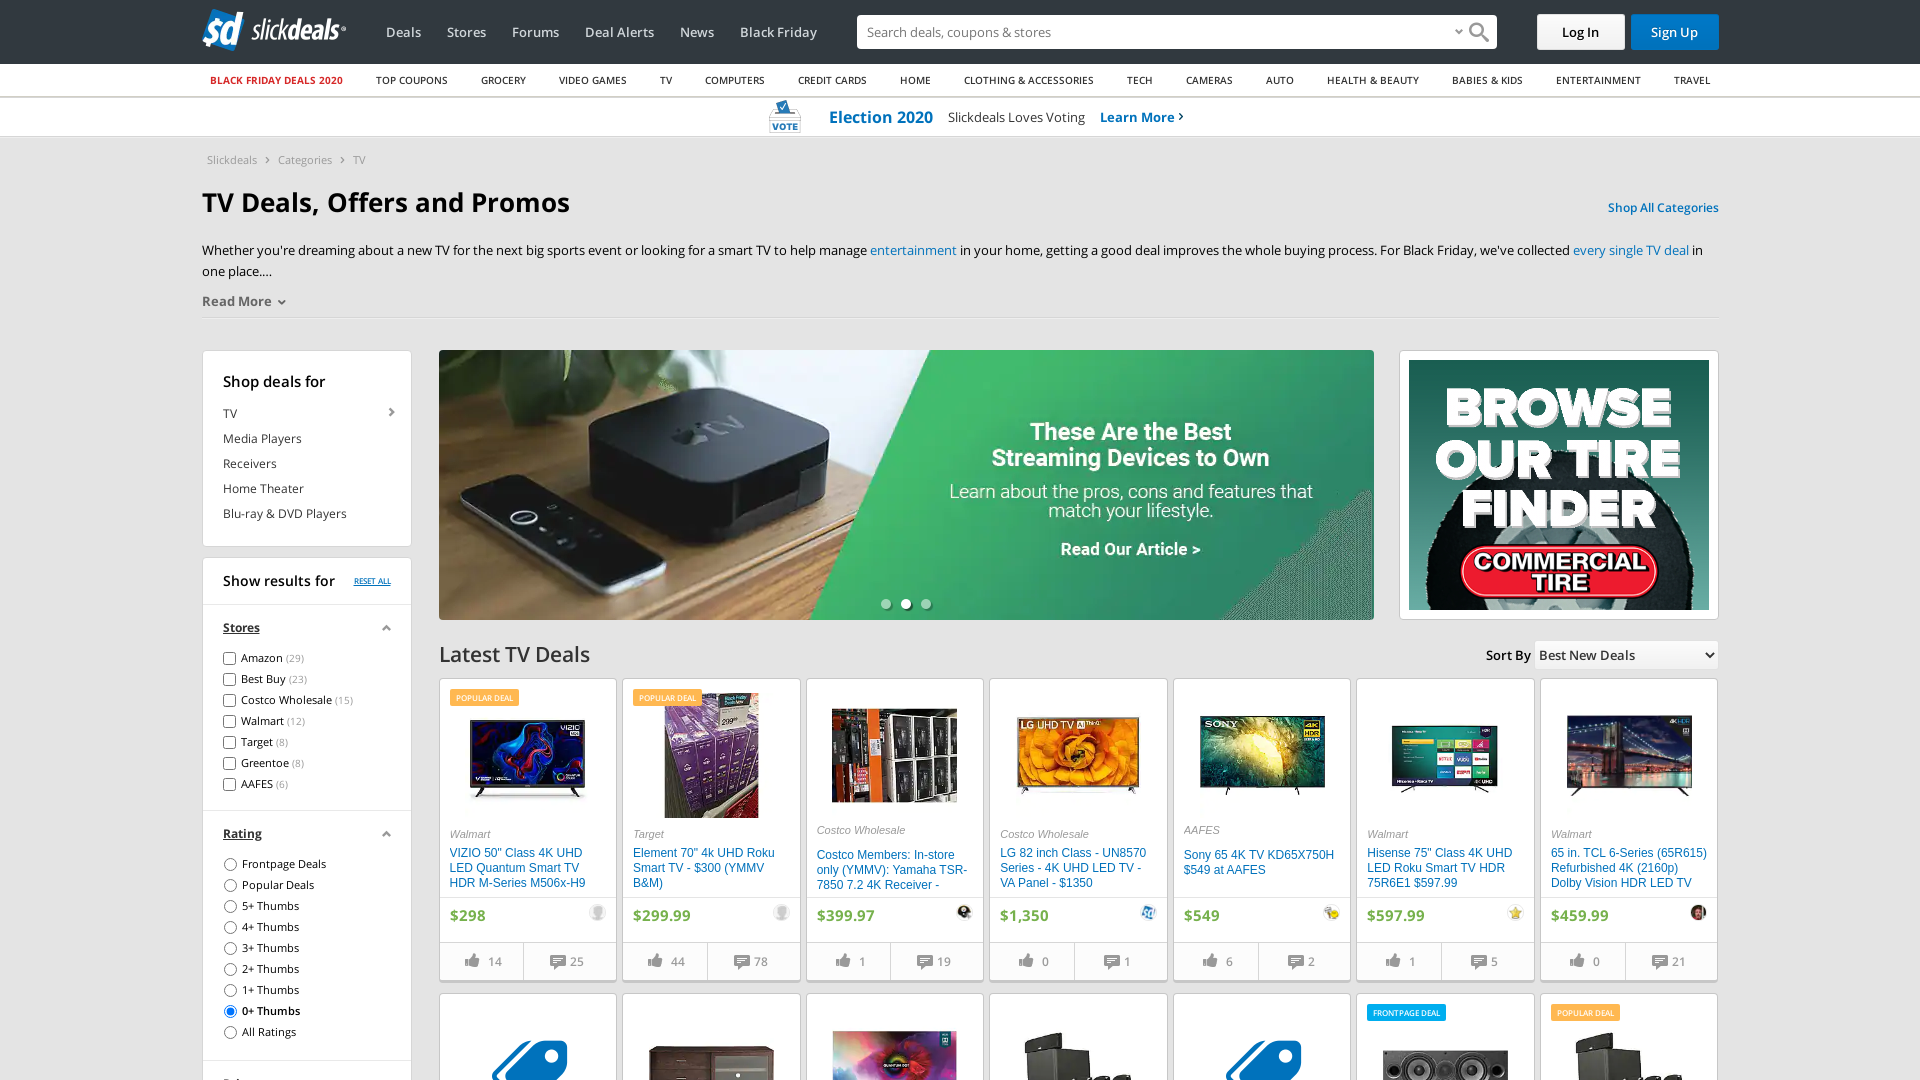 slickdeals
Deals
Stores
Forums
Deal Alerts
News
Black Friday
Search deals, coupons & stores
Log In
Sign Up
BLACK FRIDAY DEALS 2020
TOP COUPONS
GROCERY
VIDEO GAMES
TV
COMPUTERS
CREDIT CARDS
HOME
CLOTHING & ACCESSORIES
TECH
CAMERAS
AUTO
HEALTH & BEAUTY
BABIES & KIDS
ENTERTAINMENT
TRAVEL
VOTE
Election 2020 Slickdeals Loves Voting Learn More
Slickdeals > Categories > TV
TV Deals, Offers and Promos
Shop All Categories
Whether you're dreaming about a new TV for the next big sports event or looking for a smart TV to help manage entertainment in your home, getting a good deal improves the whole buying process. For Black Friday, we've collected every single TV deal in
one place....
Read More
Shop deals for
TV
Media Players
Receivers
Home Theater
Blu-ray & DVD Players
Show results for
RESET ALL
Stores
Amazon (29)
Best Buy (23)
Costco Wholesale (15)
Walmart (12)
Target (8)
Greentoe (8)
AAFES (6)
Rating
Frontpage Deals
Popular Deals
5+ Thumbs
4+ Thumbs
3+ Thumbs
2+ Thumbs
1+ Thumbs
0+ Thumbs
All Ratings
tv
These Are the Best
Streaming Devices to Own
Learn about the pros, cons and features that
match your lifestyle.
Read Our Article >
BROWSE
OUR TIRE
FINDER
COMMERCIAL
TIRE
Latest TV Deals
Sort By
Best New Deals
POPULAR DEAL
VIZIO
Walmart
VIZIO 50" Class 4K UHD
LED Quantum Smart TV
HDR M-Series M506x-H9
$298
14
25
POPULAR DEAL
Target
Element 70" 4k UHD Roku
Smart TV - $300 (YMMV
B&M)
$299.99
44
78
Costco Wholesale
Costco Members: In-store
only (YMMV): Yamaha TSR-
7850 7.2 4K Receiver -
$399.97
1
19
LG UHD TV AI ThinQ
Costco Wholesale
LG 82 inch Class - UN8570
Series - 4K UHD LED TV -
VA Panel - $1350
$1,350
0
1
SONY
4K
HDR
AAFES
Sony 65 4K TV KD65X750H
$549 at AAFES
$549
6
2
Walmart
Hisense 75" Class 4K UHD
LED Roku Smart TV HDR
75R6E1 $597.99
$597.99
1
5
4K HDR
Walmart
65 in. TCL 6-Series (65R615)
Refurbished 4K (2160p)
Dolby Vision HDR LED TV
$459.99
0
21
QUANTUM DOT
FRONTPAGE DEAL
POPULAR DEAL